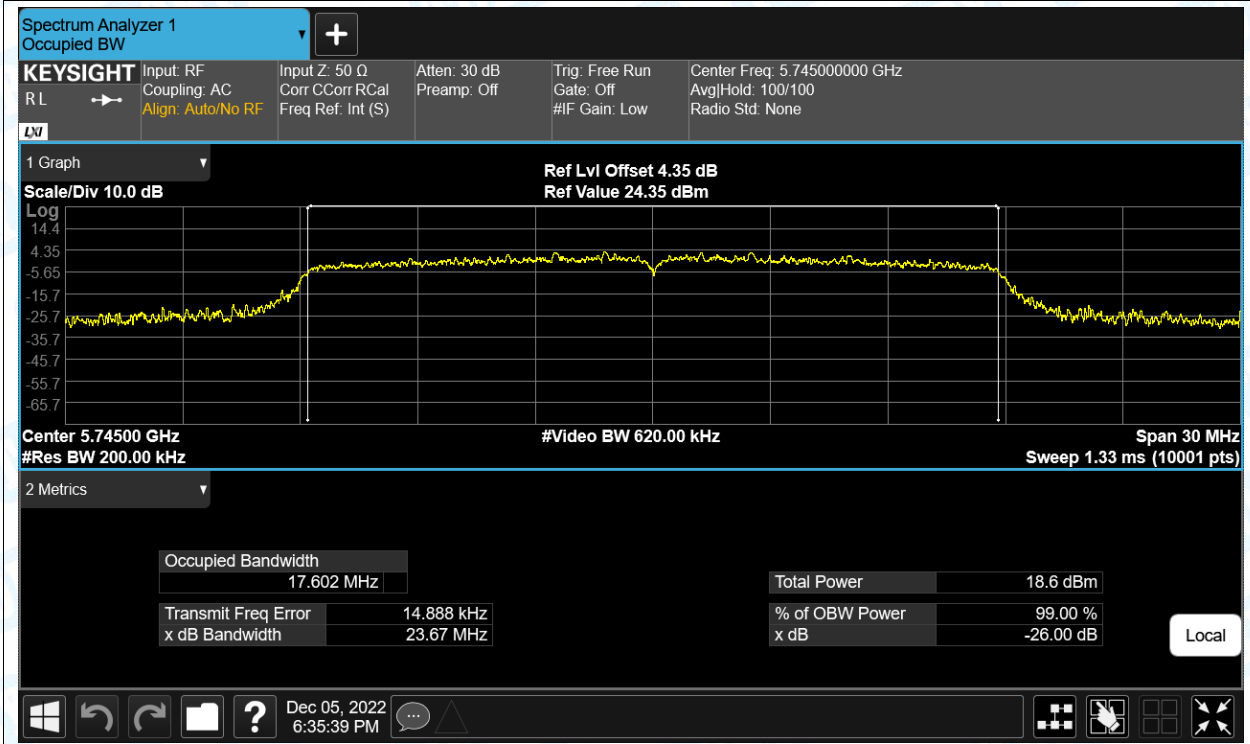 Spectrum Analyzer 1
Occupied BW
KEYSIGHT
R L
LXI
Input: RF
Coupling: AC
Align: Auto/No RF
Input Z: 50 Ω
Corr CCorr RCal
Freq Ref: Int (S)
Atten: 30 dB
Preamp: Off
Trig: Free Run
Gate: Off
#IF Gain: Low
Center Freq: 5.745000000 GHz
Avg|Hold: 100/100
Radio Std: None
1 Graph
Scale/Div 10.0 dB
Ref Lvl Offset 4.35 dB
Ref Value 24.35 dBm
Log
14.4
4.35
-5.65
-15.7
-25.7
-35.7
-45.7
-55.7
-65.7
Center 5.74500 GHz
#Res BW 200.00 kHz
#Video BW 620.00 kHz
Span 30 MHz
Sweep 1.33 ms (10001 pts)
2 Metrics
Occupied Bandwidth
17.602 MHz
Transmit Freq Error 14.888 kHz
x dB Bandwidth 23.67 MHz
Total Power 18.6 dBm
% of OBW Power 99.00 %
x dB -26.00 dB
Local
Dec 05, 2022
6:35:39 PM